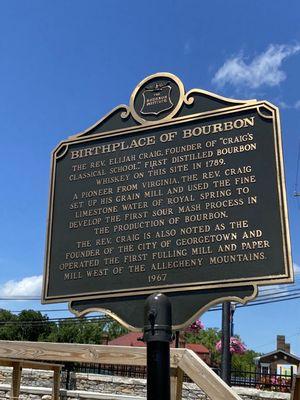 THE
BOURBON
INSTITUTE
BIRTHPLACE OF BOURBON
THE REV. ELIJAH CRAIG, FOUNDER OF "CRAIG'S
CLASSICAL SCHOOL," FIRST DISTILLED BOURBON
WHISKEY ON THIS SITE IN 1789.
A PIONEER FROM VIRGINIA, THE REV. CRAIG
SET UP HIS GRAIN MILL AND USED THE FINE
LIMESTONE WATER OF ROYAL SPRING TO
DEVELOP THE FIRST SOUR MASH PROCESS IN
THE PRODUCTION OF BOURBON.
THE REV. CRAIG IS ALSO NOTED AS THE
FOUNDER OF THE CITY OF GEORGETOWN AND
OPERATED THE FIRST FULLING MILL AND PAPER
MILL WEST OF THE ALLEGHENY MOUNTAINS.
1967